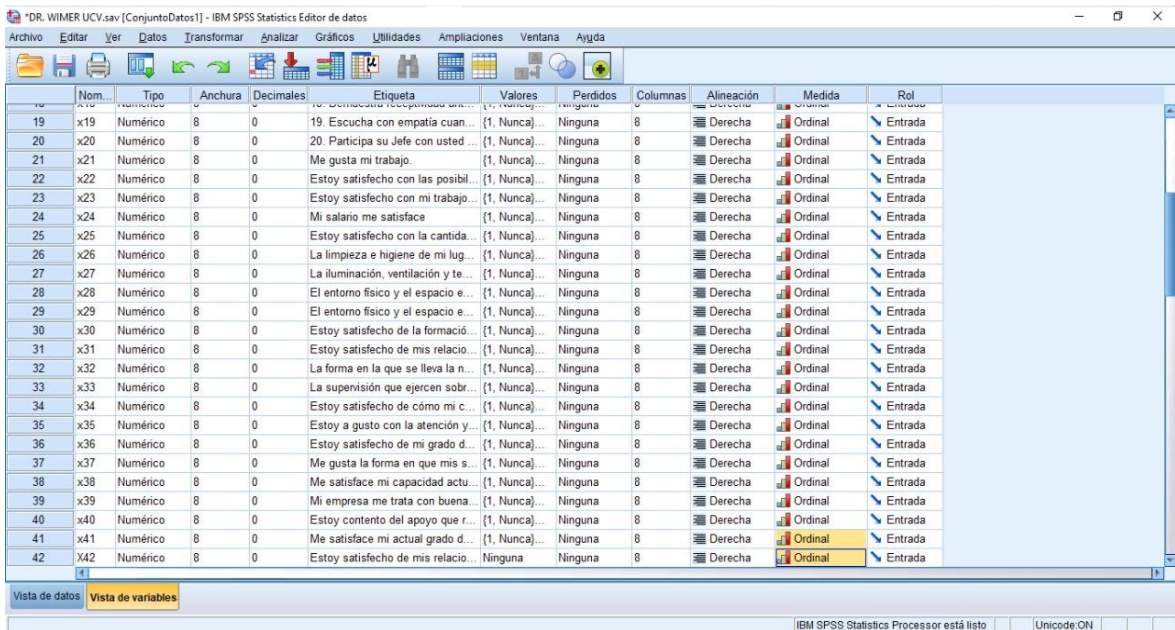 *DR. WIMER UCV.sav [ConjuntoDatos1] - IBM SPSS Statistics Editor de datos
Archivo Editar Ver Datos Transformar Analizar Gráficos Utilidades Ampliaciones Ventana Ayuda
Nom... Tipo Anchura Decimales Etiqueta Valores Perdidos Columnas Alineación Medida Rol
19 x19 Numérico 8 0 19. Escucha con empatía cuan... {1, Nunca}... Ninguna 8 Derecha Ordinal Entrada
20 x20 Numérico 8 0 20. Participa su Jefe con usted ... {1, Nunca}... Ninguna 8 Derecha Ordinal Entrada
21 x21 Numérico 8 0 Me gusta mi trabajo. {1, Nunca}... Ninguna 8 Derecha Ordinal Entrada
22 x22 Numérico 8 0 Estoy satisfecho con las posibil... {1, Nunca}... Ninguna 8 Derecha Ordinal Entrada
23 x23 Numérico 8 0 Estoy satisfecho con mi trabajo... {1, Nunca}... Ninguna 8 Derecha Ordinal Entrada
24 x24 Numérico 8 0 Mi salario me satisface {1, Nunca}... Ninguna 8 Derecha Ordinal Entrada
25 x25 Numérico 8 0 Estoy satisfecho con la cantida... {1, Nunca}... Ninguna 8 Derecha Ordinal Entrada
26 x26 Numérico 8 0 La limpieza e higiene de mi lug... {1, Nunca}... Ninguna 8 Derecha Ordinal Entrada
27 x27 Numérico 8 0 La iluminación, ventilación y te... {1, Nunca}... Ninguna 8 Derecha Ordinal Entrada
28 x28 Numérico 8 0 El entorno físico y el espacio e... {1, Nunca}... Ninguna 8 Derecha Ordinal Entrada
29 x29 Numérico 8 0 El entorno físico y el espacio e... {1, Nunca}... Ninguna 8 Derecha Ordinal Entrada
30 x30 Numérico 8 0 Estoy satisfecho de la formació... {1, Nunca}... Ninguna 8 Derecha Ordinal Entrada
31 x31 Numérico 8 0 Estoy satisfecho de mis relacio... {1, Nunca}... Ninguna 8 Derecha Ordinal Entrada
32 x32 Numérico 8 0 La forma en la que se lleva la n... {1, Nunca}... Ninguna 8 Derecha Ordinal Entrada
33 x33 Numérico 8 0 La supervisión que ejercen sobr... {1, Nunca}... Ninguna 8 Derecha Ordinal Entrada
34 x34 Numérico 8 0 Estoy satisfecho de cómo mi c... {1, Nunca}... Ninguna 8 Derecha Ordinal Entrada
35 x35 Numérico 8 0 Estoy a gusto con la atención y... {1, Nunca}... Ninguna 8 Derecha Ordinal Entrada
36 x36 Numérico 8 0 Estoy satisfecho de mi grado d... {1, Nunca}... Ninguna 8 Derecha Ordinal Entrada
37 x37 Numérico 8 0 Me gusta la forma en que mis s... {1, Nunca}... Ninguna 8 Derecha Ordinal Entrada
38 x38 Numérico 8 0 Me satisface mi capacidad actu... {1, Nunca}... Ninguna 8 Derecha Ordinal Entrada
39 x39 Numérico 8 0 Mi empresa me trata con buena... {1, Nunca}... Ninguna 8 Derecha Ordinal Entrada
40 x40 Numérico 8 0 Estoy contento del apoyo que r... {1, Nunca}... Ninguna 8 Derecha Ordinal Entrada
41 x41 Numérico 8 0 Me satisface mi actual grado d... {1, Nunca}... Ninguna 8 Derecha Ordinal Entrada
42 X42 Numérico 8 0 Estoy satisfecho de mis relacio... Ninguna Ninguna 8 Derecha Ordinal Entrada
Vista de datos Vista de variables
IBM SPSS Statistics Processor está listo Unicode:ON